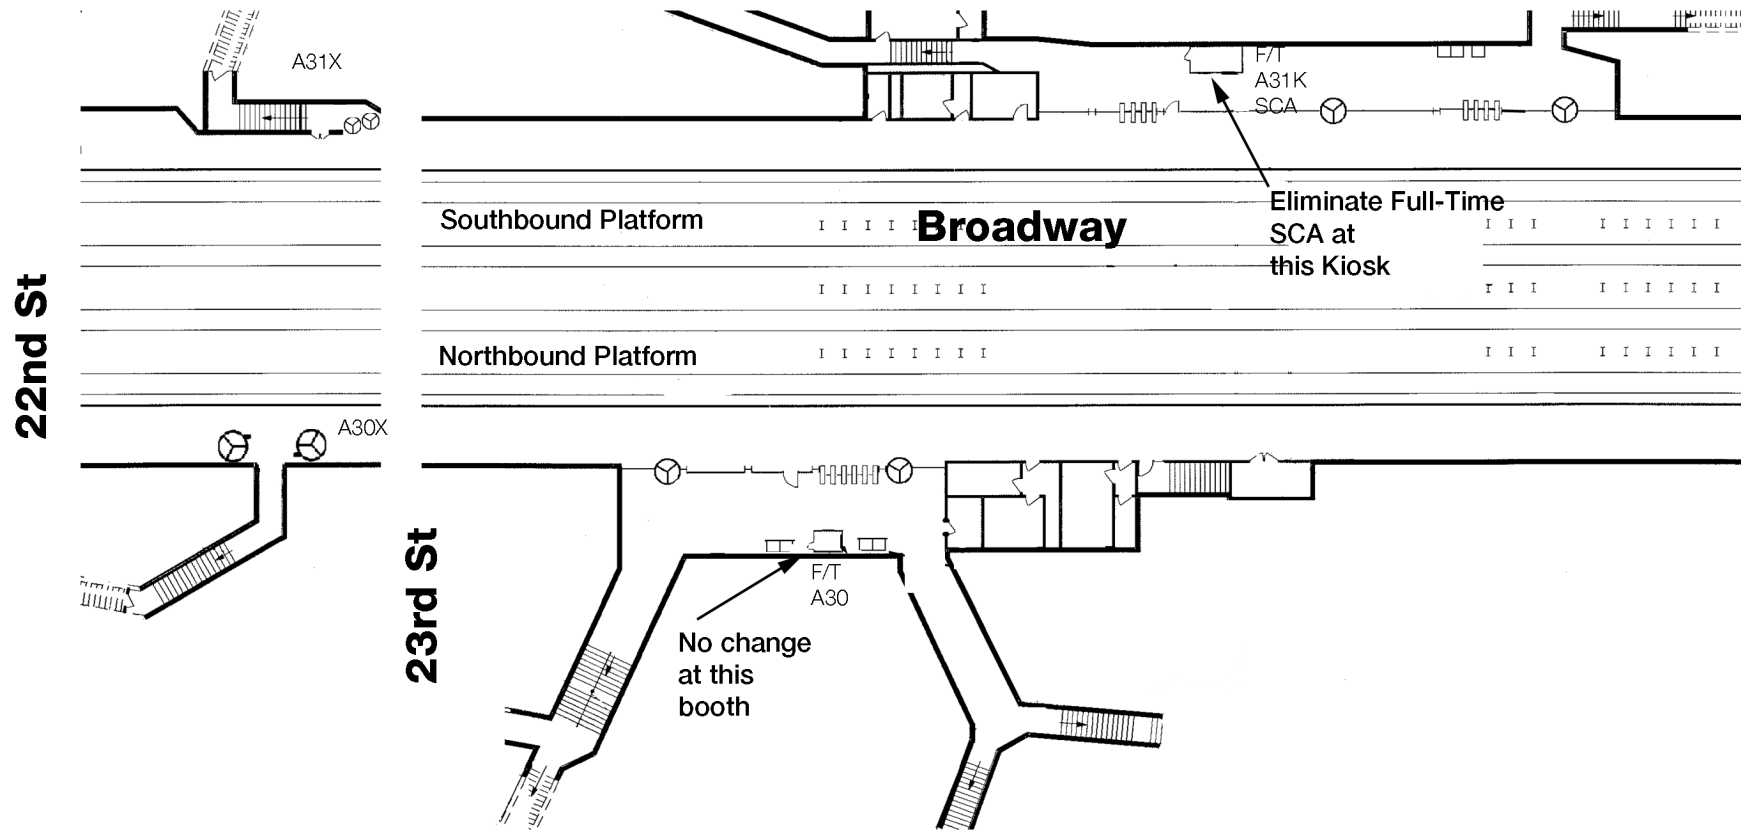 A31X
F/T
A31K
SCA
Eliminate Full-Time
SCA at
this Kiosk
Southbound Platform
Broadway
22nd St
Northbound Platform
A30X
23rd St
F/T
A30
No change
at this
booth